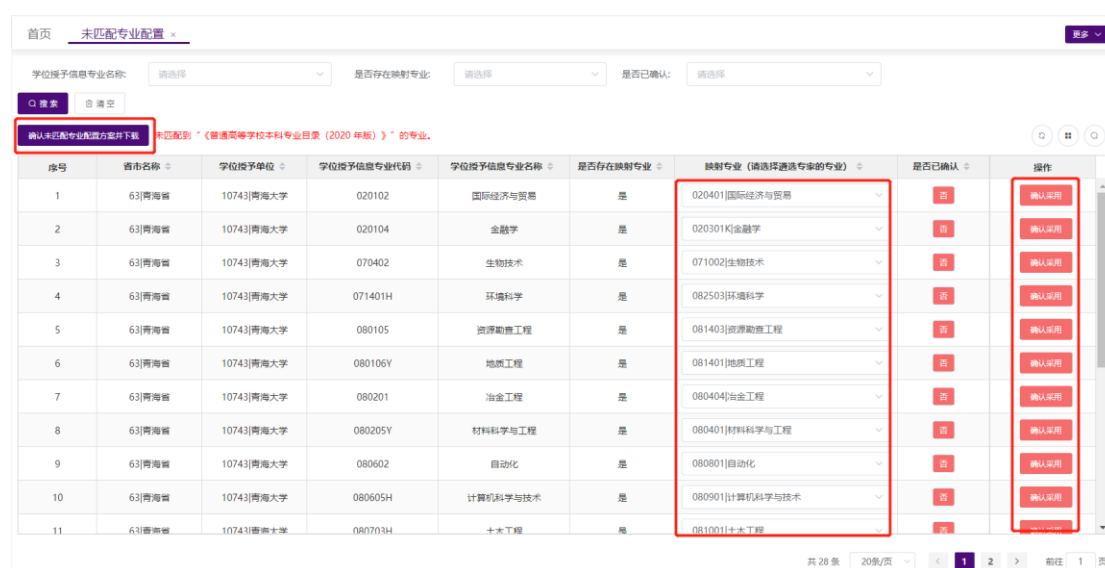 首页 未匹配专业配置 × 更多
学位授予信息专业名称: 请选择 是否存在映射专业: 请选择 是否已确认: 请选择
搜索 清空
确认未匹配专业配置方案并下载 未匹配到“《普通高等学校本科专业目录（2020 年版）》”的专业。
序号 省市名称 学位授予单位 学位授予信息专业代码 学位授予信息专业名称 是否存在映射专业 映射专业（请选择遴选专家的专业） 是否已确认 操作
1 63|青海省 10743|青海大学 020102 国际经济与贸易 是 020401|国际经济与贸易 否 确认采用
2 63|青海省 10743|青海大学 020104 金融学 是 020301K|金融学 否 确认采用
3 63|青海省 10743|青海大学 070402 生物技术 是 071002|生物技术 否 确认采用
4 63|青海省 10743|青海大学 071401H 环境科学 是 082503|环境科学 否 确认采用
5 63|青海省 10743|青海大学 080105 资源勘查工程 是 081403|资源勘查工程 否 确认采用
6 63|青海省 10743|青海大学 080106Y 地质工程 是 081401|地质工程 否 确认采用
7 63|青海省 10743|青海大学 080201 冶金工程 是 080404|冶金工程 否 确认采用
8 63|青海省 10743|青海大学 080205Y 材料科学与工程 是 080401|材料科学与工程 否 确认采用
9 63|青海省 10743|青海大学 080602 自动化 是 080801|自动化 否 确认采用
10 63|青海省 10743|青海大学 080605H 计算机科学与技术 是 080901|计算机科学与技术 否 确认采用
11 63|青海省 10743|青海大学 080703H 土木工程 是 081001|土木工程 否 确认采用
共 28 条 20条/页 < 1 2 > 前往 1 页